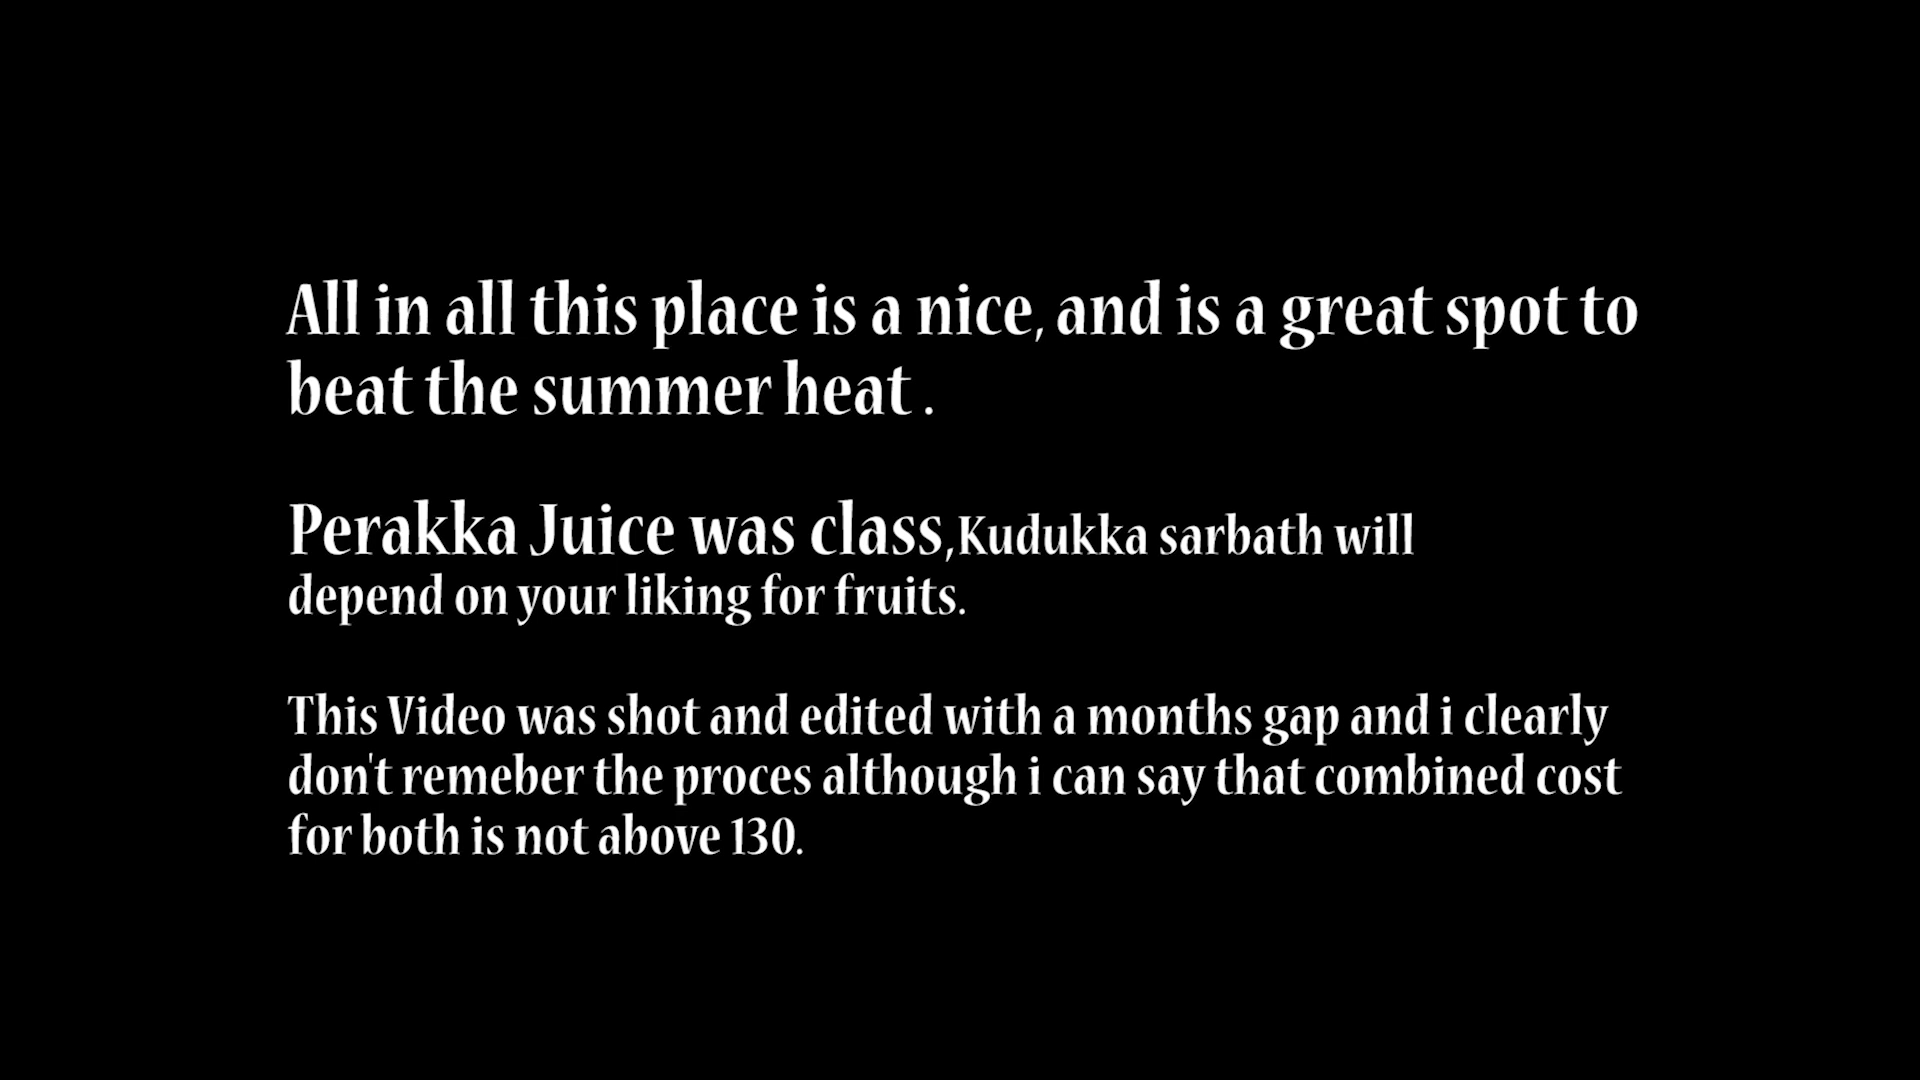 All in all this place is a nice, and is a great spot to
beat the summer heat .
Perakka Juice was class,Kudukka sarbath will
depend on your liking for fruits.
This Video was shot and edited with a months gap and i clearly
don't remeber the proces although i can say that combined cost
for both is not above 130.